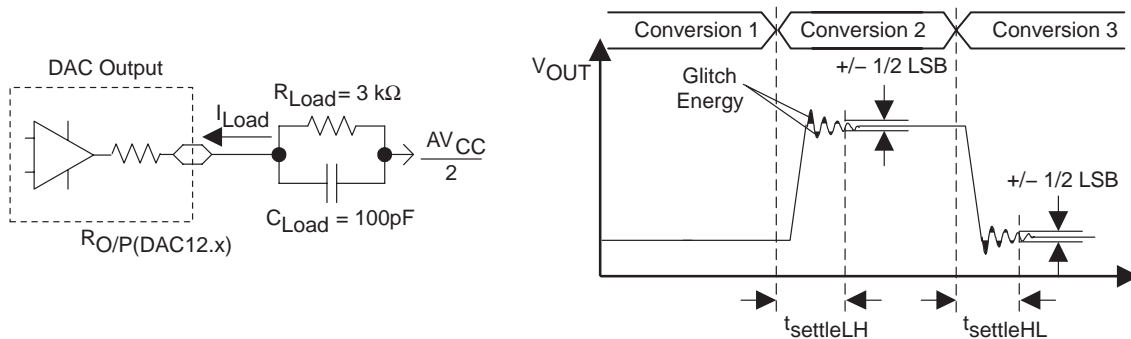 DAC Output
I Load
R Load = 3 kΩ
AV CC
2
C Load = 100pF
R O/P(DAC12.x)
Conversion 1
Conversion 2
Conversion 3
V OUT
Glitch
Energy
+/− 1/2 LSB
+/− 1/2 LSB
t settleLH
t settleHL